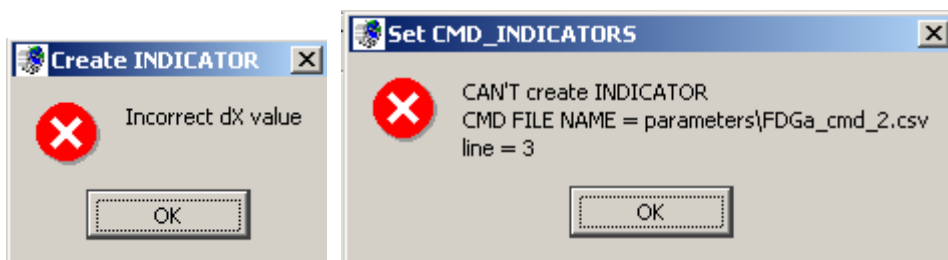 Create INDICATOR
Incorrect dX value
OK
Set CMD_INDICATORS
CAN'T create INDICATOR
CMD FILE NAME = parameters\FDGa_cmd_2.csv
line = 3
OK